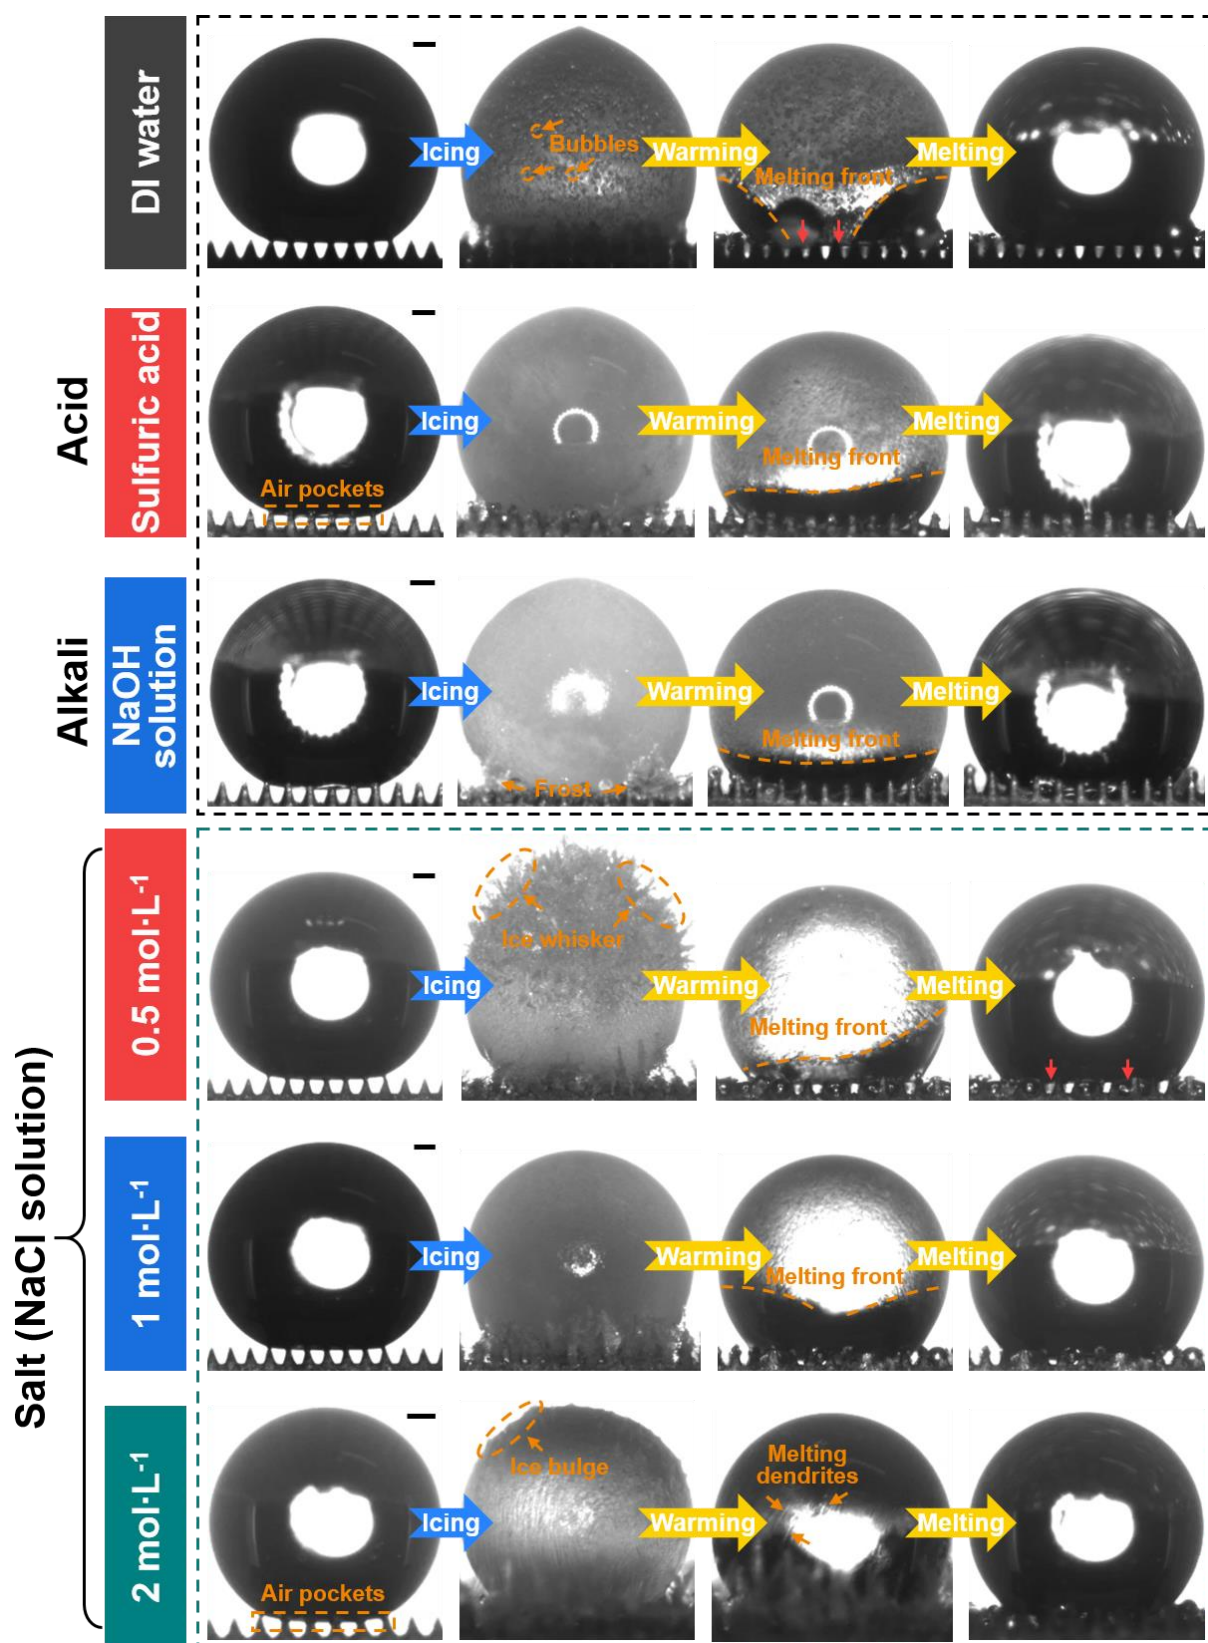 DI water
Icing
Bubbles
Warming
Melting front
Melting
Acid
Sulfuric acid
Air pockets
Icing
Warming
Melting front
Melting
Alkali
NaOH
solution
Icing
Frost
Warming
Melting front
Melting
Salt (NaCl solution)
0.5 mol·L⁻¹
Icing
Ice whisker
Warming
Melting front
Melting
1 mol·L⁻¹
Icing
Warming
Melting front
Melting
2 mol·L⁻¹
Air pockets
Icing
Ice bulge
Warming
Melting
dendrites
Melting